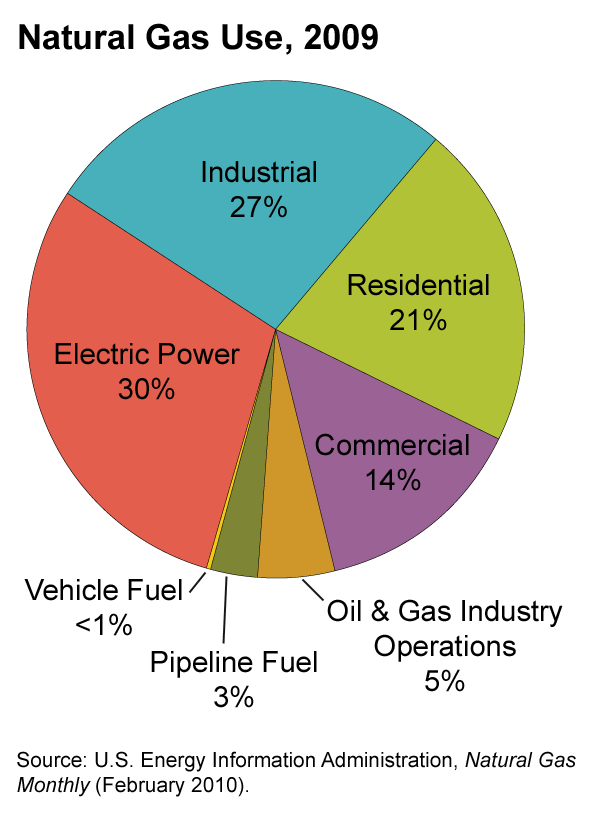 Natural Gas Use, 2009
Industrial
27%
Residential
21%
Electric Power
30%
Commercial
14%
Vehicle Fuel
<1%
Pipeline Fuel
3%
Oil & Gas Industry
Operations
5%
Source: U.S. Energy Information Administration, Natural Gas
Monthly (February 2010).